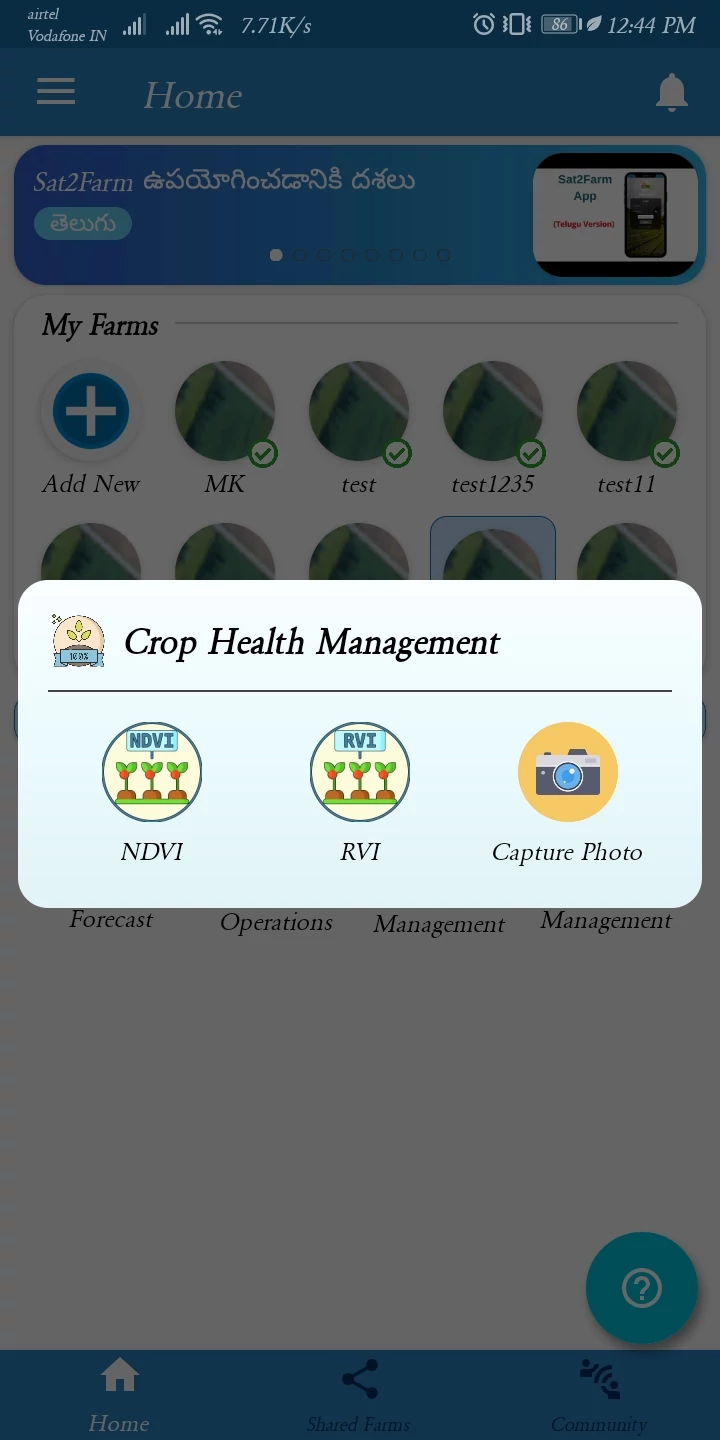 airtel
Vodafone IN
7.71K/s
86
12:44 PM
Home
Sat2Farm ఉపయోగించడానికి దశలు
తెలుగు
Sat2Farm
App
(Telugu Version)
My Farms
Add New
MK
test
test1235
test11
Crop Health Management
NDVI
RVI
NDVI
RVI
Capture Photo
Forecast
Operations
Management
Management
Home
Shared Farms
Community